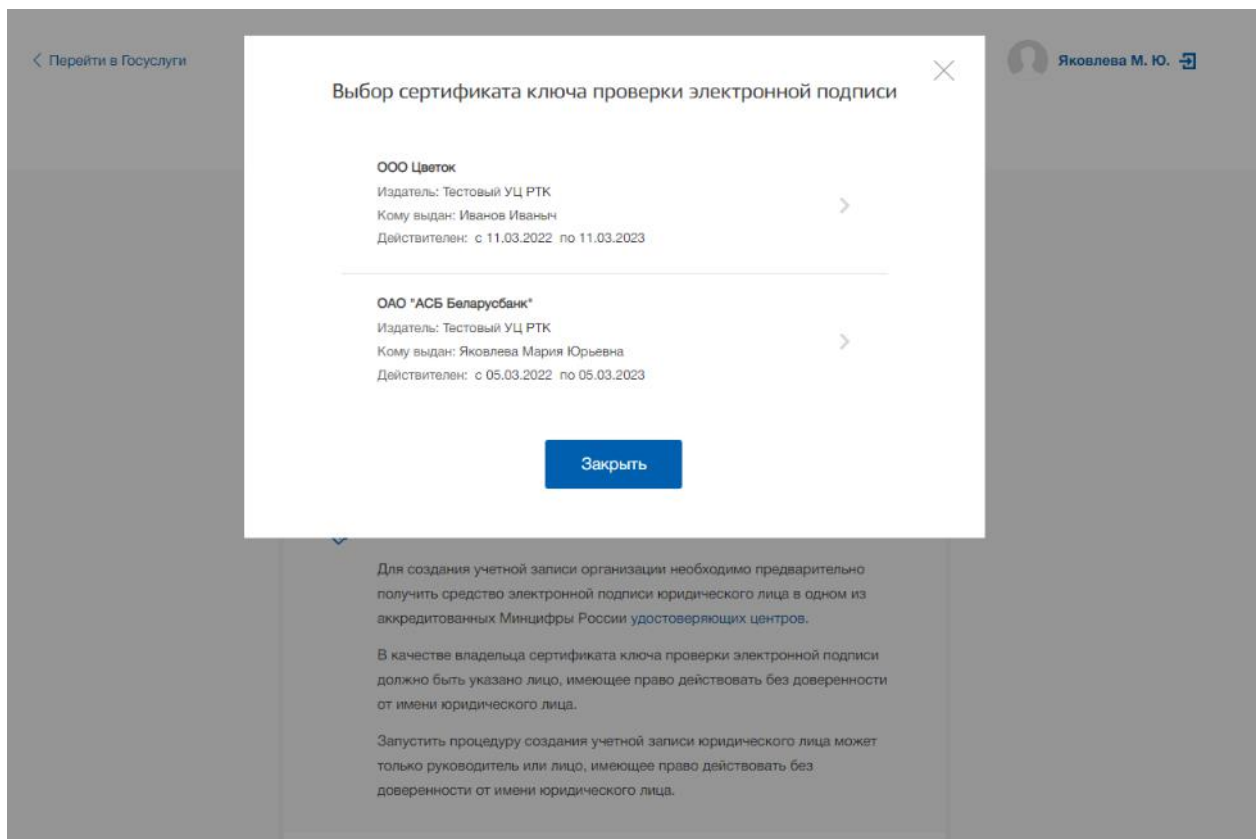 Перейти в Госуслуги
Яковлева М. Ю.
Выбор сертификата ключа проверки электронной подписи
ООО Цветок
Издатель: Тестовый УЦ РТК
Кому выдан: Иванов Иваныч
Действителен: с 11.03.2022 по 11.03.2023
ОАО "АСБ Беларусбанк"
Издатель: Тестовый УЦ РТК
Кому выдан: Яковлева Мария Юрьевна
Действителен: с 05.03.2022 по 05.03.2023
Закрыть
Для создания учетной записи организации необходимо предварительно
получить средство электронной подписи юридического лица в одном из
аккредитованных Минцифры России удостоверяющих центров.
В качестве владельца сертификата ключа проверки электронной подписи
должно быть указано лицо, имеющее право действовать без доверенности
от имени юридического лица.
Запустить процедуру создания учетной записи юридического лица может
только руководитель или лицо, имеющее право действовать без
доверенности от имени юридического лица.